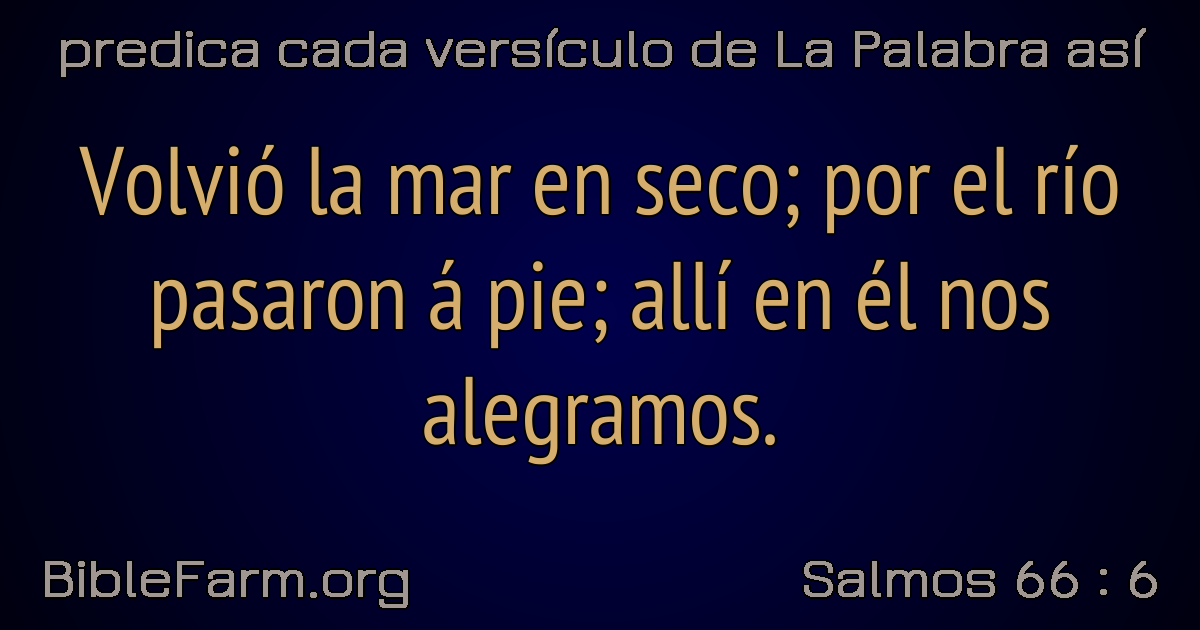 predica cada versículo de La Palabra así
Volvió la mar en seco; por el río
pasaron á pie; allí en él nos
alegramos.
BibleFarm.org
Salmos 66 : 6